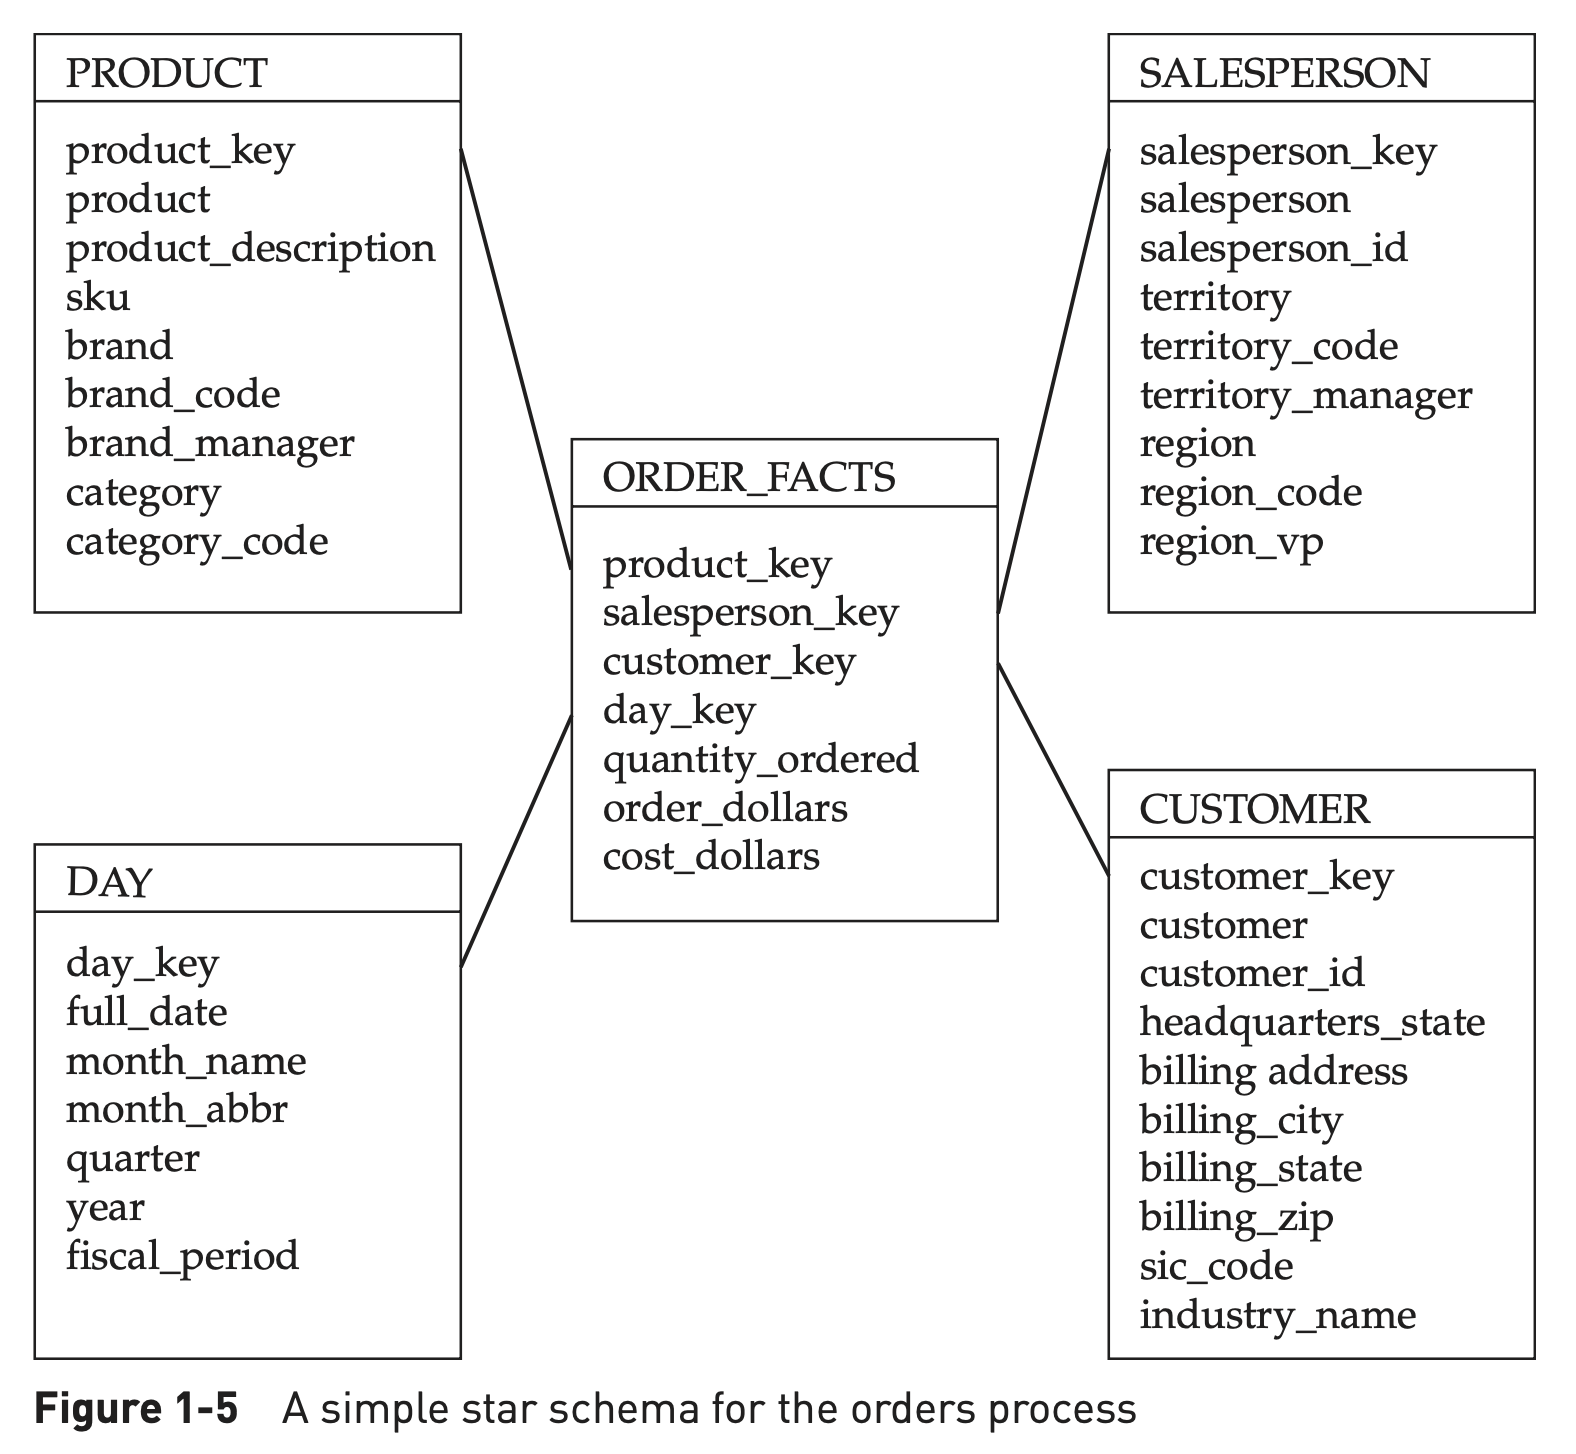 PRODUCT
product_key
product
product_description
sku
brand
brand_code
brand_manager
category
category_code
SALESPERSON
salesperson_key
salesperson
salesperson_id
territory
territory_code
territory_manager
region
region_code
region_vp
ORDER_FACTS
product_key
salesperson_key
customer_key
day_key
quantity_ordered
order_dollars
cost_dollars
DAY
day_key
full_date
month_name
month_abbr
quarter
year
fiscal_period
CUSTOMER
customer_key
customer
customer_id
headquarters_state
billing address
billing_city
billing_state
billing_zip
sic_code
industry_name
Figure 1-5 A simple star schema for the orders process